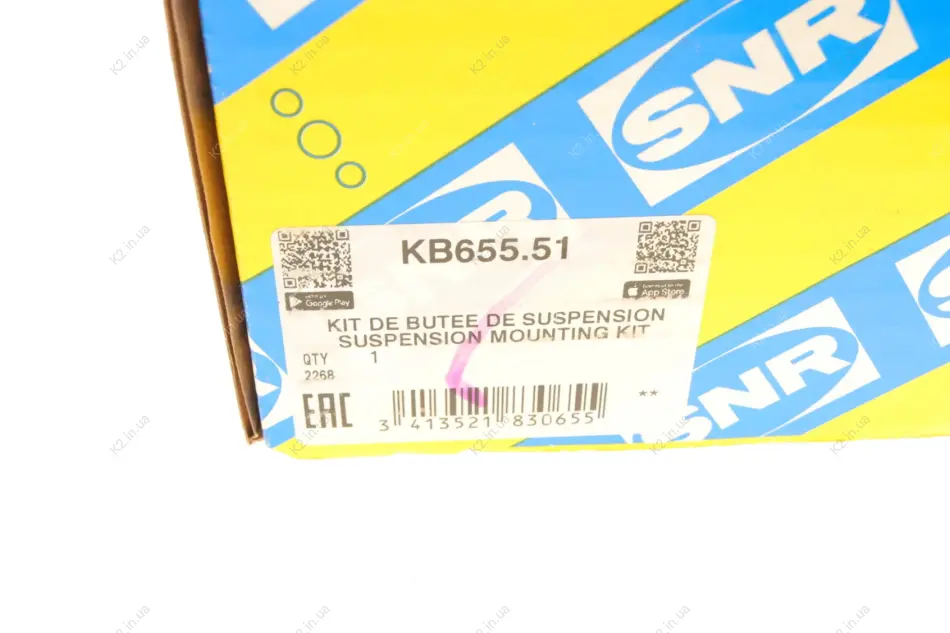 SNR
KB655.51
Google Play
App Store
KIT DE BUTEE DE SUSPENSION
SUSPENSION MOUNTING KIT
QTY 1
2268
EAC
**
3 413521 830655
SNR
K2.in.ua